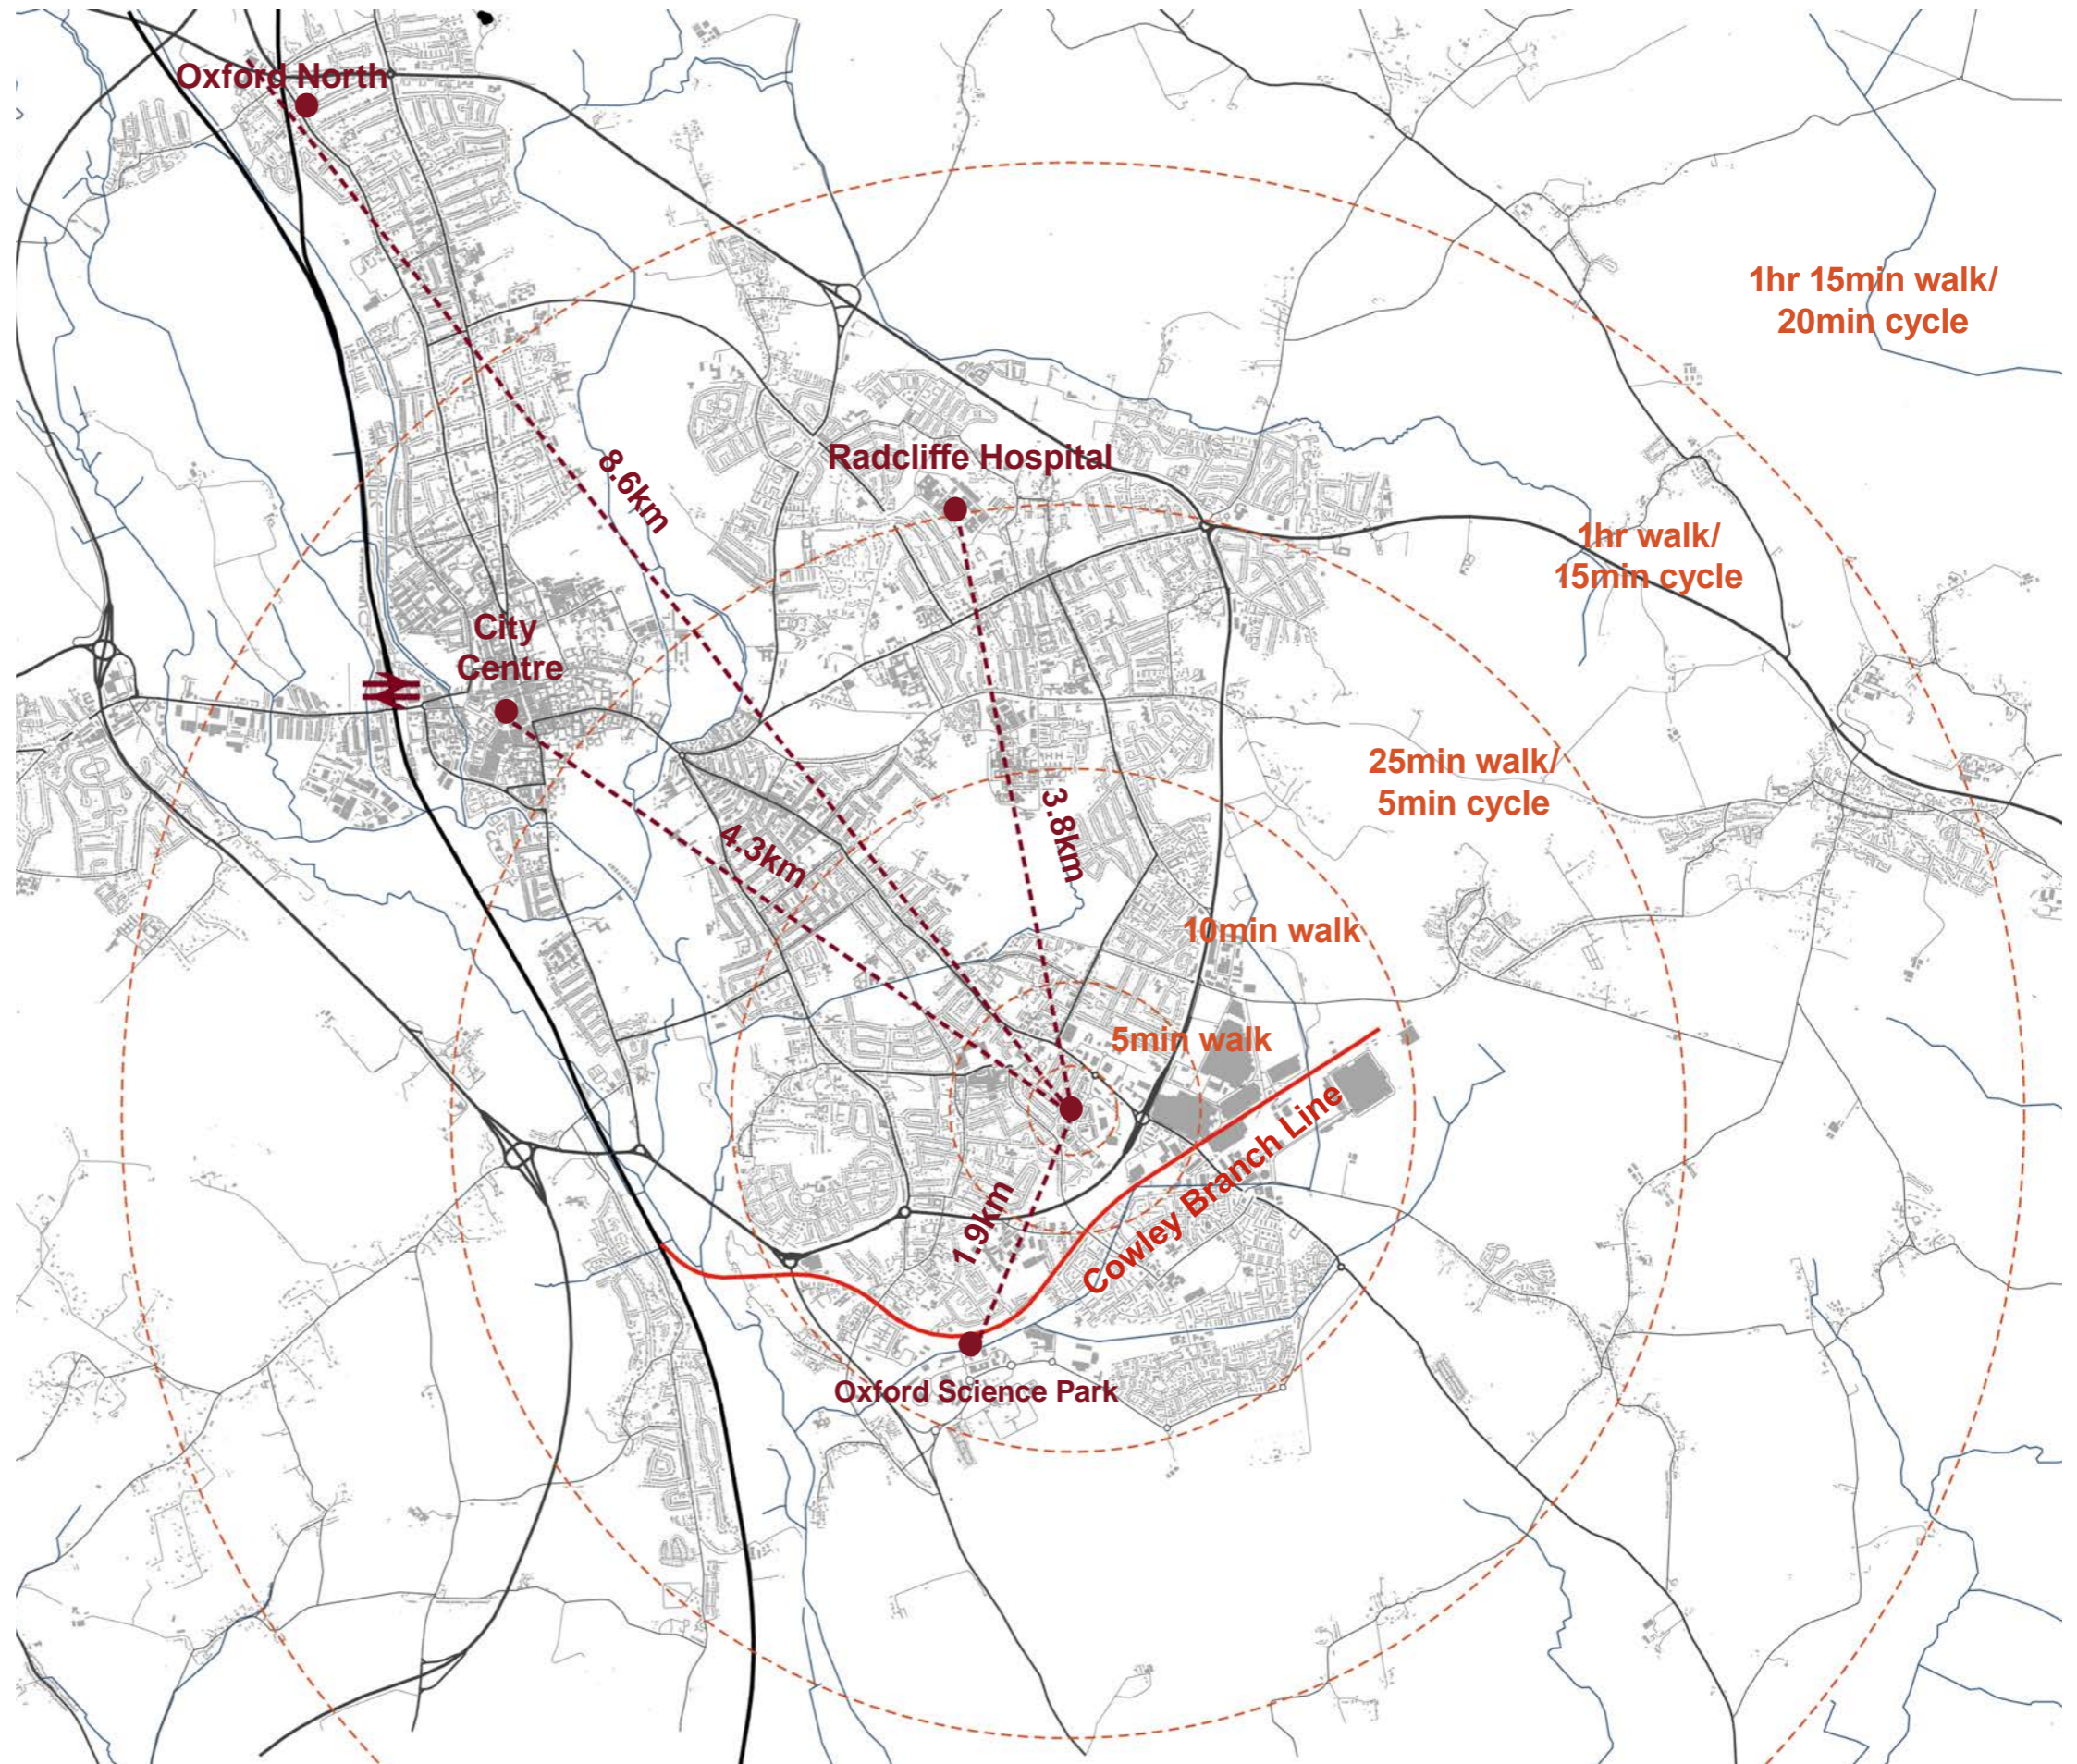 Oxford North
1hr 15min walk/
20min cycle
8.6km
Radcliffe Hospital
1hr walk/
15min cycle
City
Centre
25min walk/
5min cycle
4.3km
3.8km
10min walk
5min walk
Cowley Branch Line
1.9km
Oxford Science Park